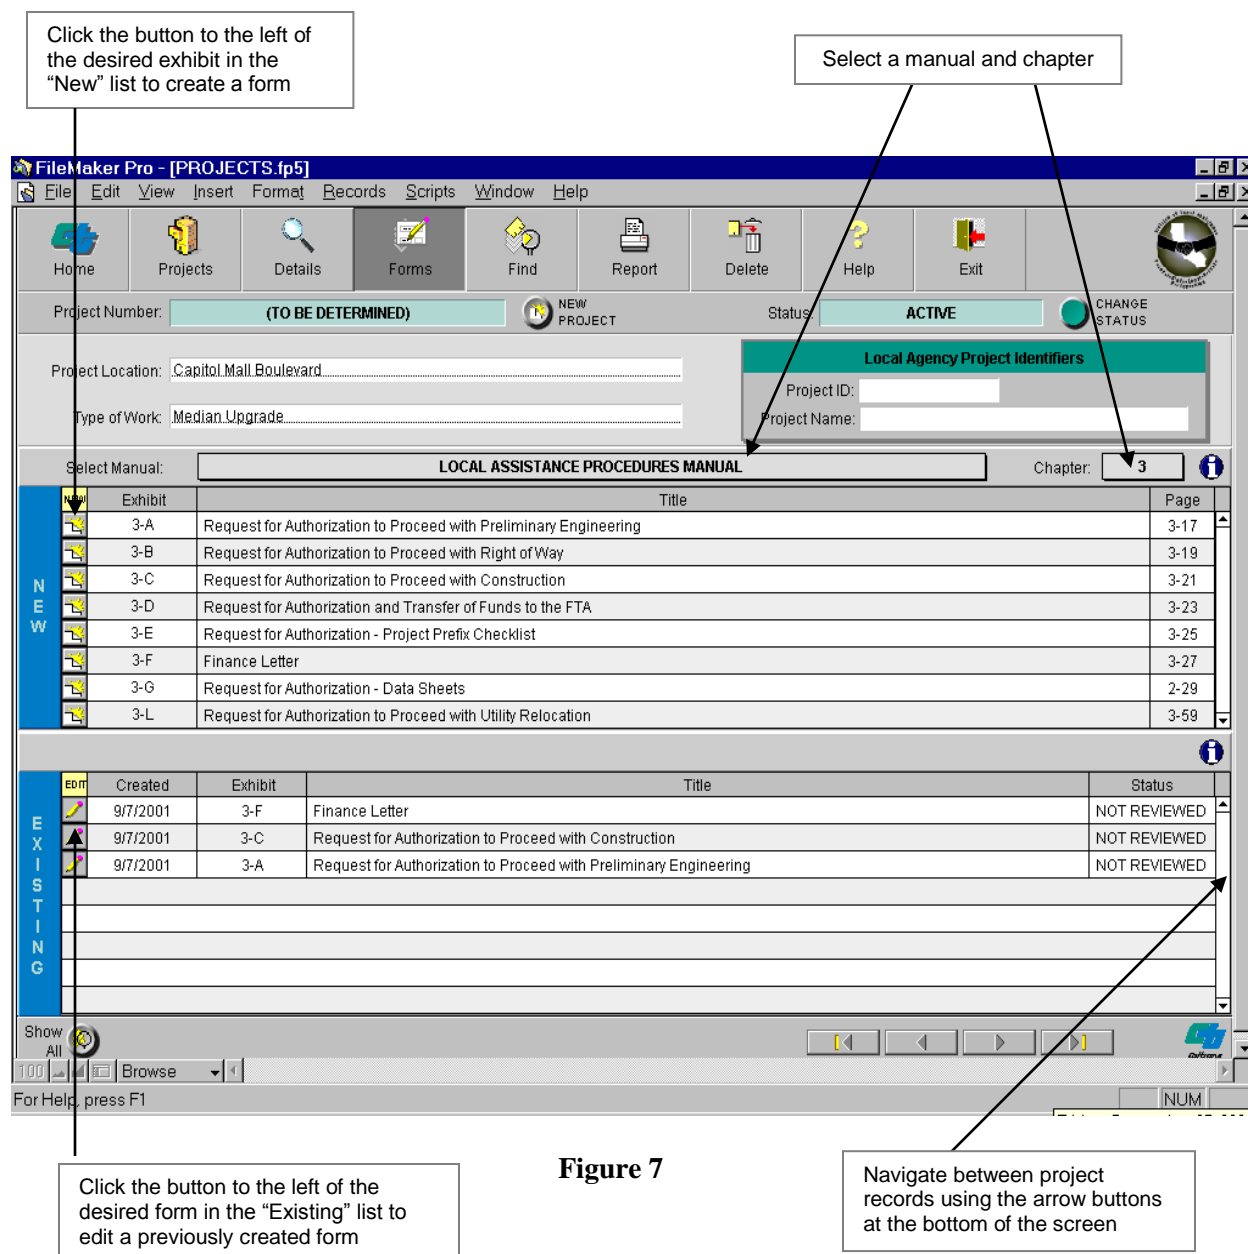 Click the button to the left of
the desired exhibit in the
“New” list to create a form
Select a manual and chapter
FileMaker Pro - [PROJECTS.fp5]
File Edit View Insert Format Records Scripts Window Help
Home Projects Details Forms Find Report Delete Help Exit
Project Number: (TO BE DETERMINED) NEW PROJECT Status: ACTIVE CHANGE STATUS
Local Agency Project Identifiers
Project Location: Capitol Mall Boulevard
Project ID:
Type of Work: Median Upgrade
Project Name:
Select Manual: LOCAL ASSISTANCE PROCEDURES MANUAL Chapter: 3
NEW Exhibit Title Page
NEW
3-A Request for Authorization to Proceed with Preliminary Engineering 3-17
3-B Request for Authorization to Proceed with Right of Way 3-19
3-C Request for Authorization to Proceed with Construction 3-21
3-D Request for Authorization and Transfer of Funds to the FTA 3-23
3-E Request for Authorization - Project Prefix Checklist 3-25
3-F Finance Letter 3-27
3-G Request for Authorization - Data Sheets 2-29
3-L Request for Authorization to Proceed with Utility Relocation 3-59
EDIT Created Exhibit Title Status
EXISTING
9/7/2001 3-F Finance Letter NOT REVIEWED
9/7/2001 3-C Request for Authorization to Proceed with Construction NOT REVIEWED
9/7/2001 3-A Request for Authorization to Proceed with Preliminary Engineering NOT REVIEWED
Show All
100 Browse
For Help, press F1 NUM
Figure 7
Click the button to the left of the
desired form in the “Existing” list to
edit a previously created form
Navigate between project
records using the arrow buttons
at the bottom of the screen